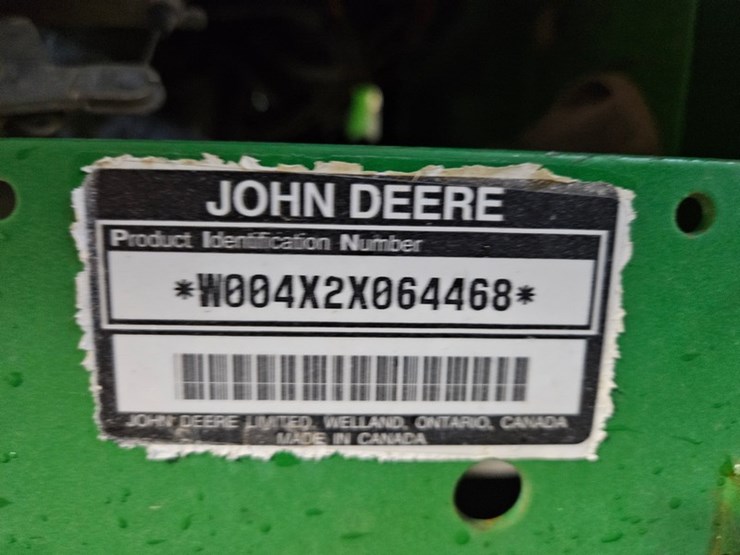 JOHN DEERE
Product Identification Number
*W004X2X064468*
JOHN DEERE LIMITED, WELLAND, ONTARIO, CANADA
MADE IN CANADA